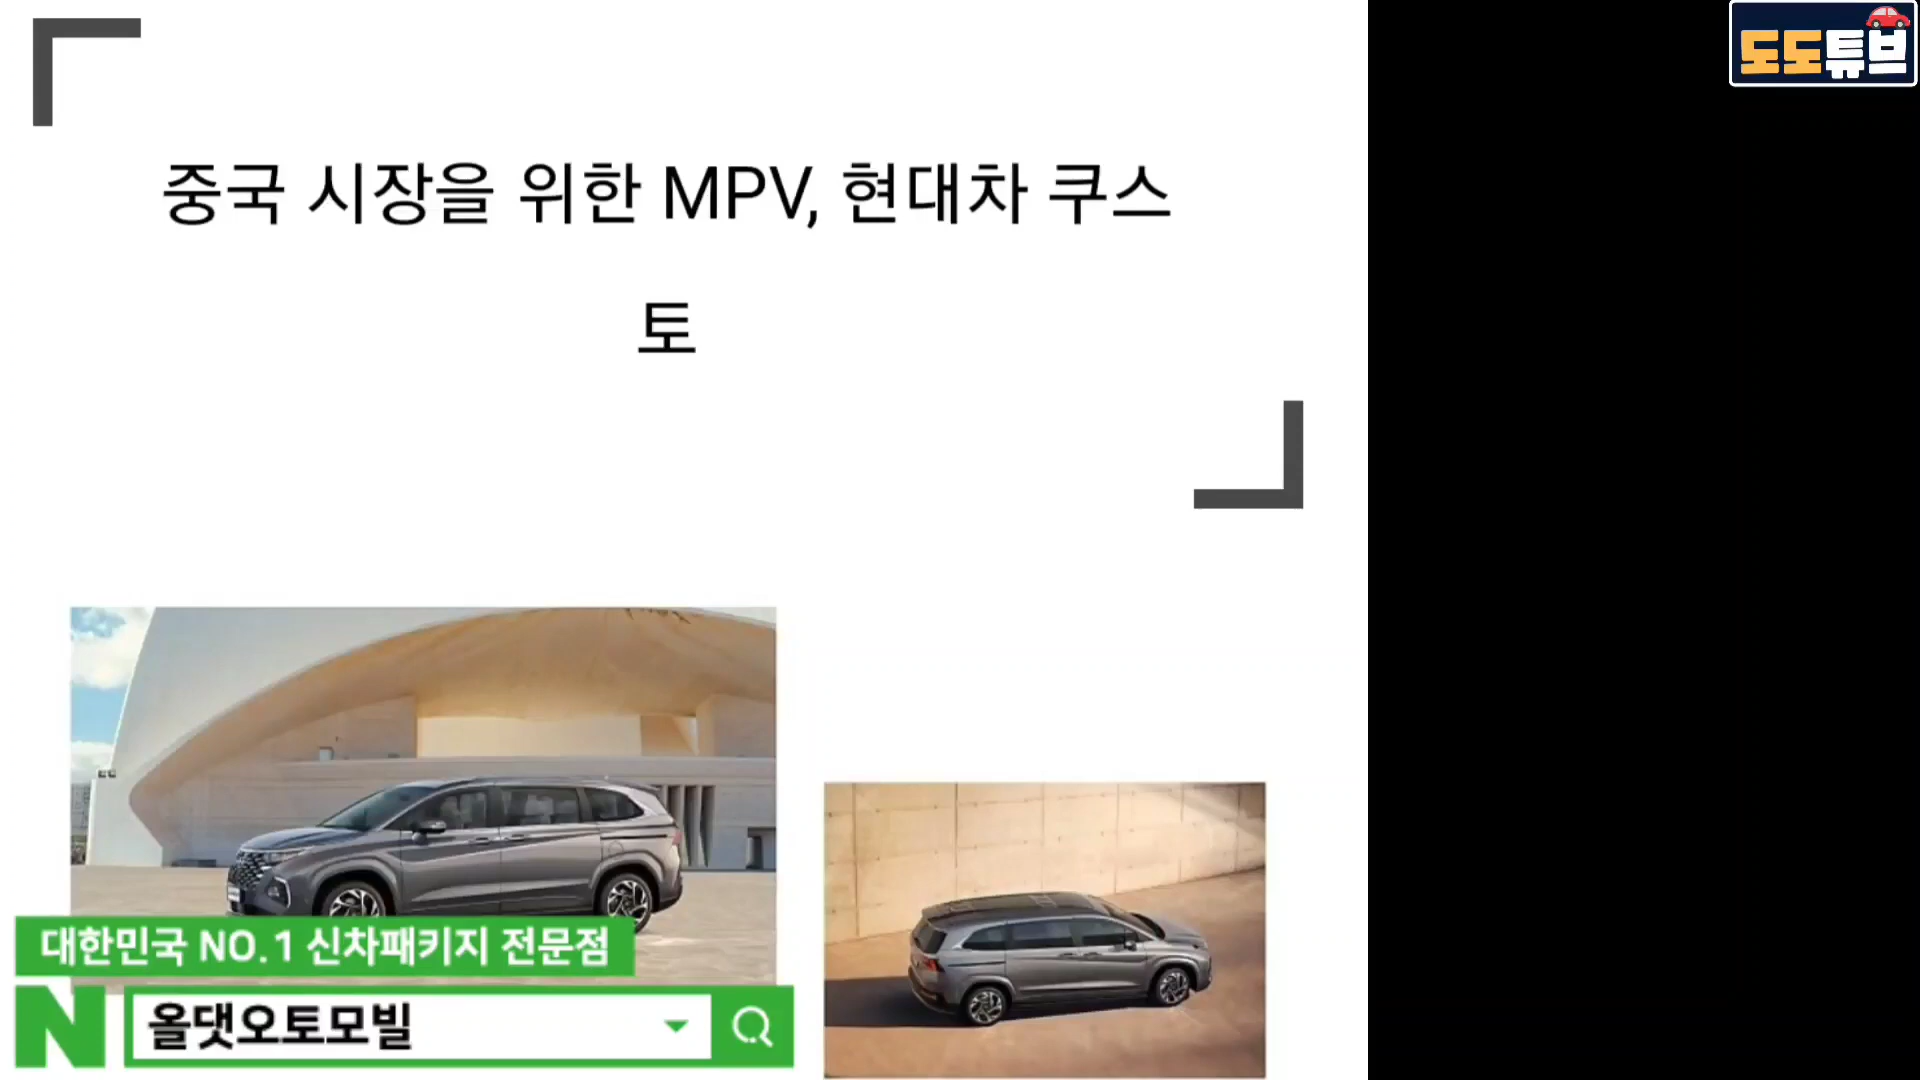 도도튜브
중국 시장을 위한 MPV, 현대차 쿠스
토
대한민국 NO.1 신차패키지 전문점
N 올댓오토모빌